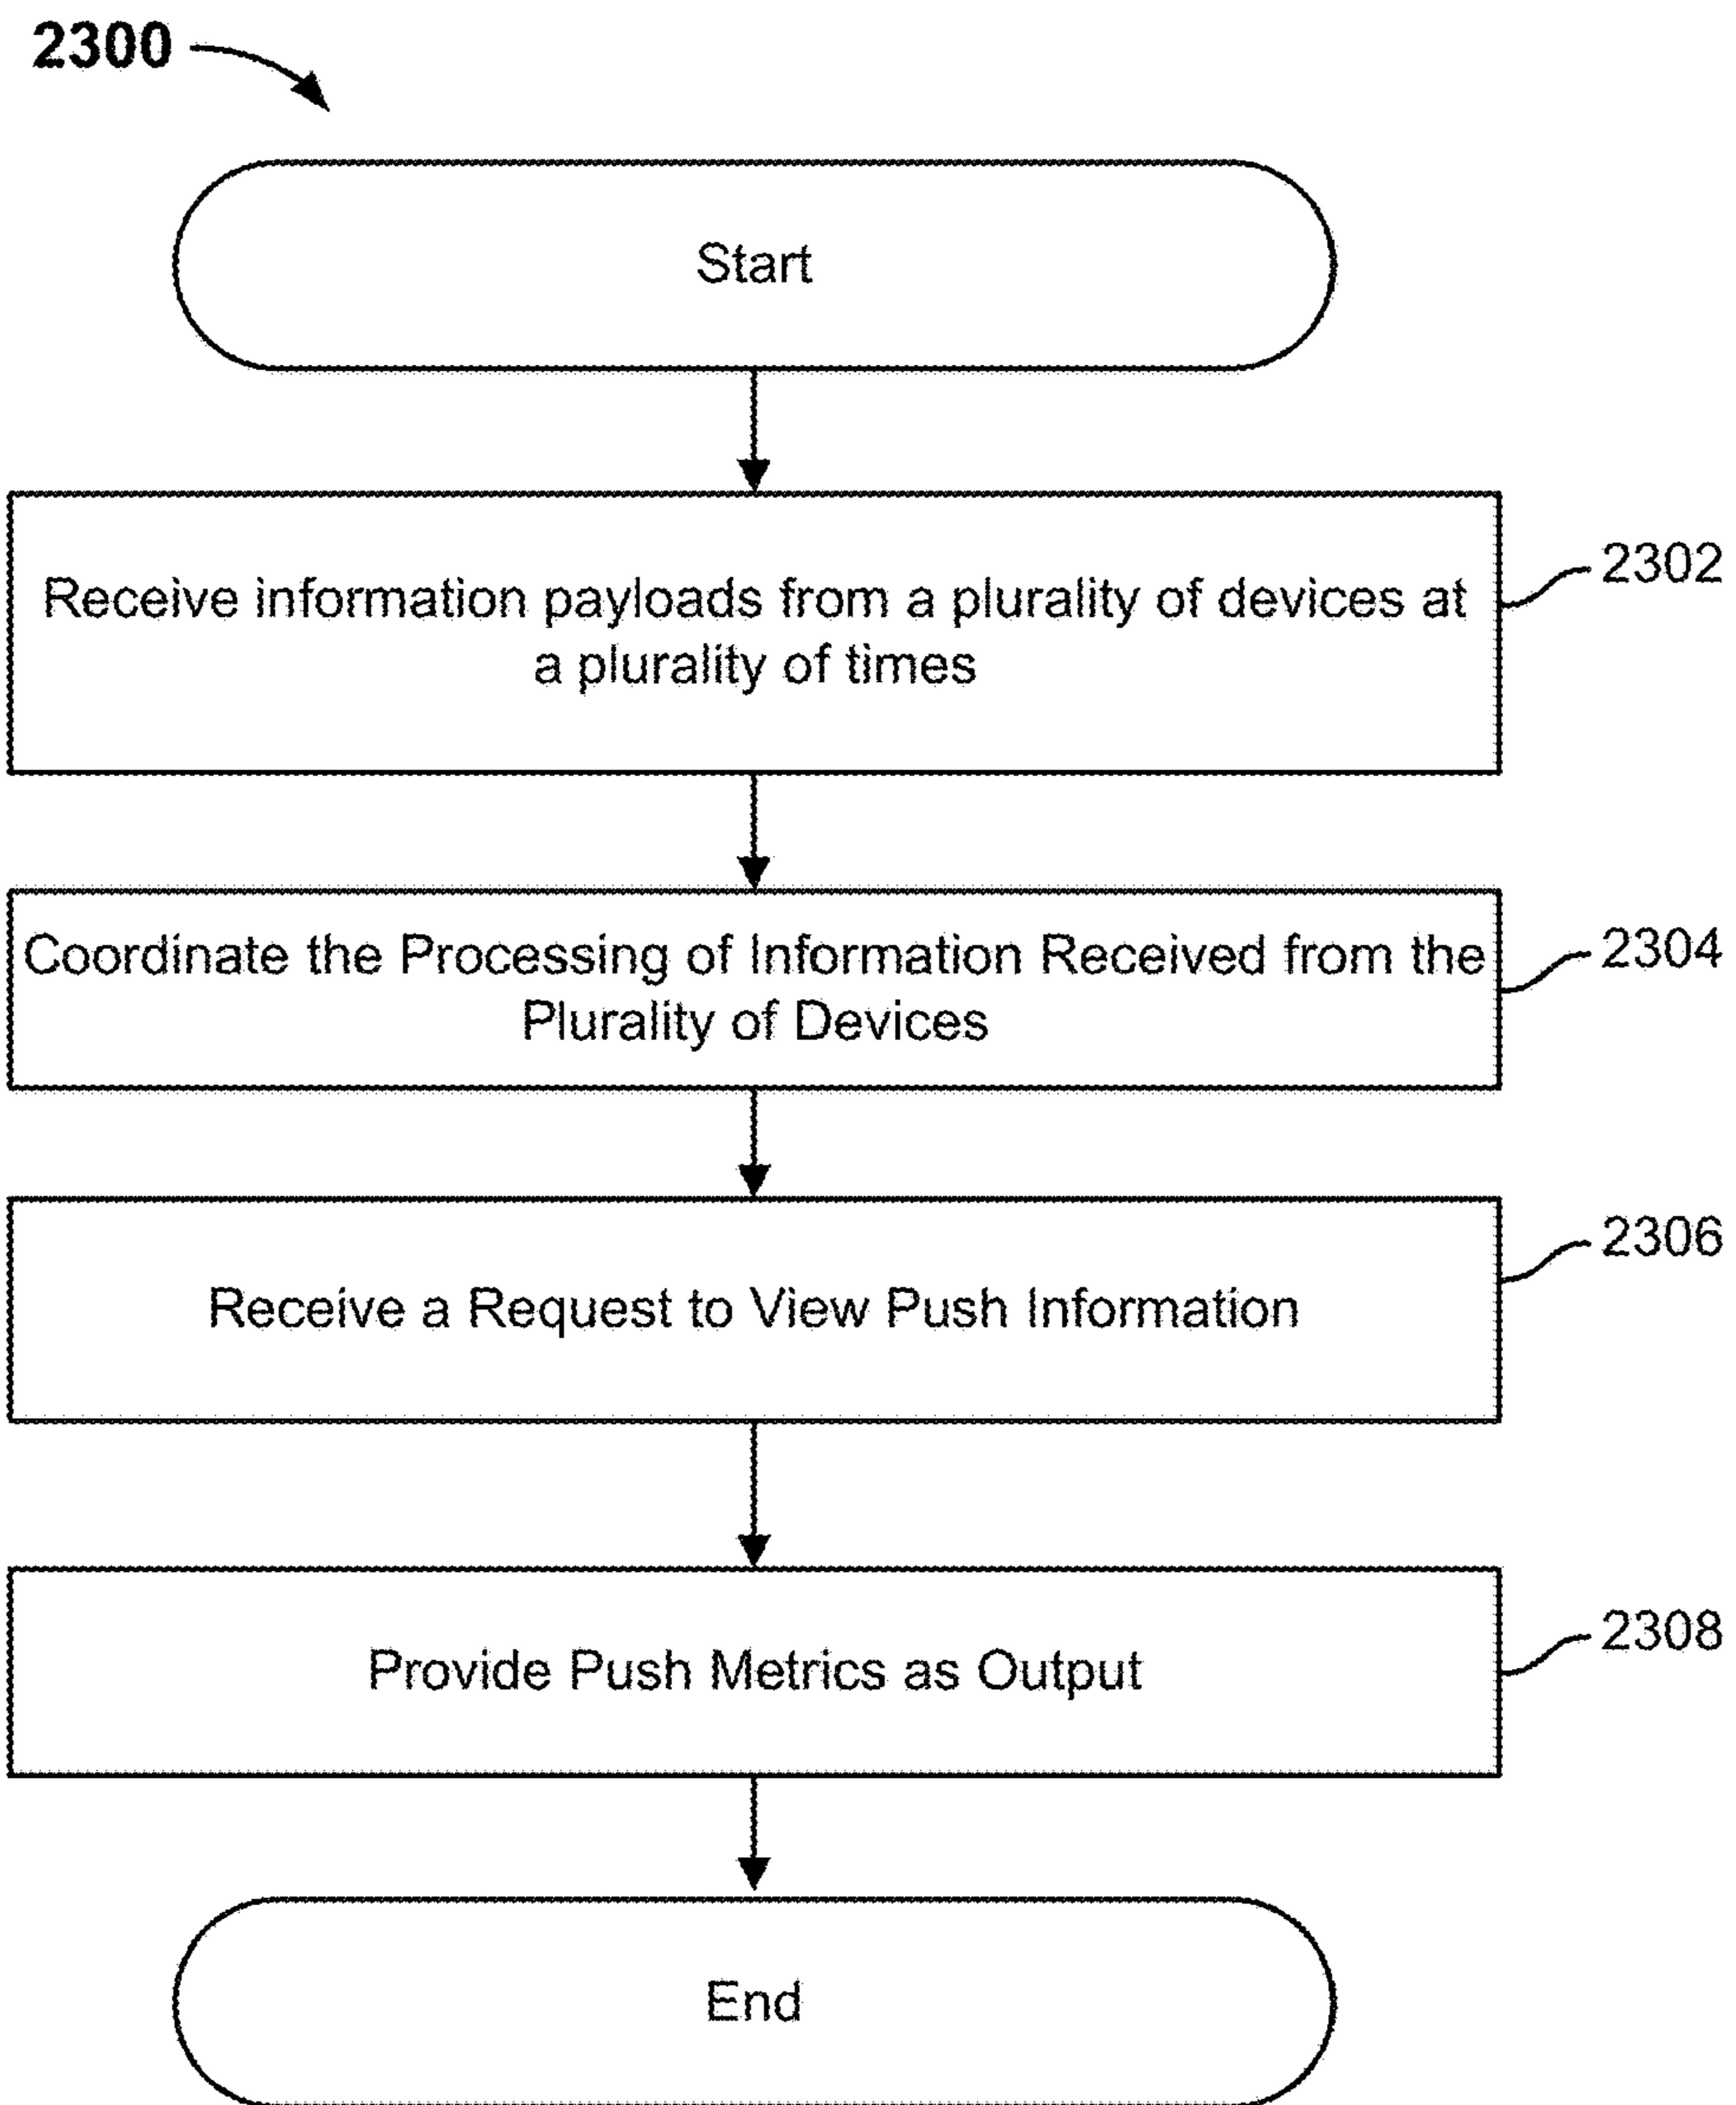 2300
Start
Receive information payloads from a plurality of devices at
a plurality of times
2302
Coordinate the Processing of Information Received from the
Plurality of Devices
2304
Receive a Request to View Push Information
2306
Provide Push Metrics as Output
2308
End